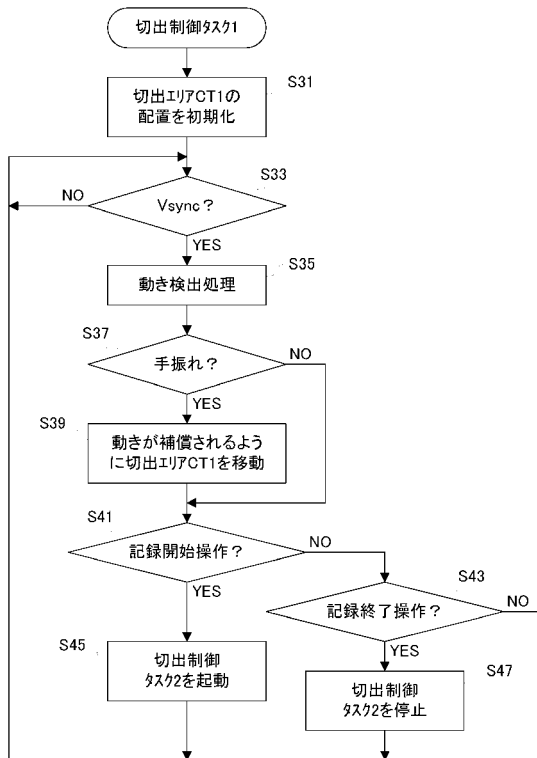 切出制御ﾀｽｸ1
S31
切出ｴﾘｱCT1の
配置を初期化
S33
NO
Vsync？
YES
S35
動き検出処理
S37
手振れ？
NO
YES
S39
動きが補償されるよう
に切出ｴﾘｱCT1を移動
S41
記録開始操作？
NO
YES
S43
記録終了操作？
NO
YES
S45
切出制御
ﾀｽｸ2を起動
S47
切出制御
ﾀｽｸ2を停止